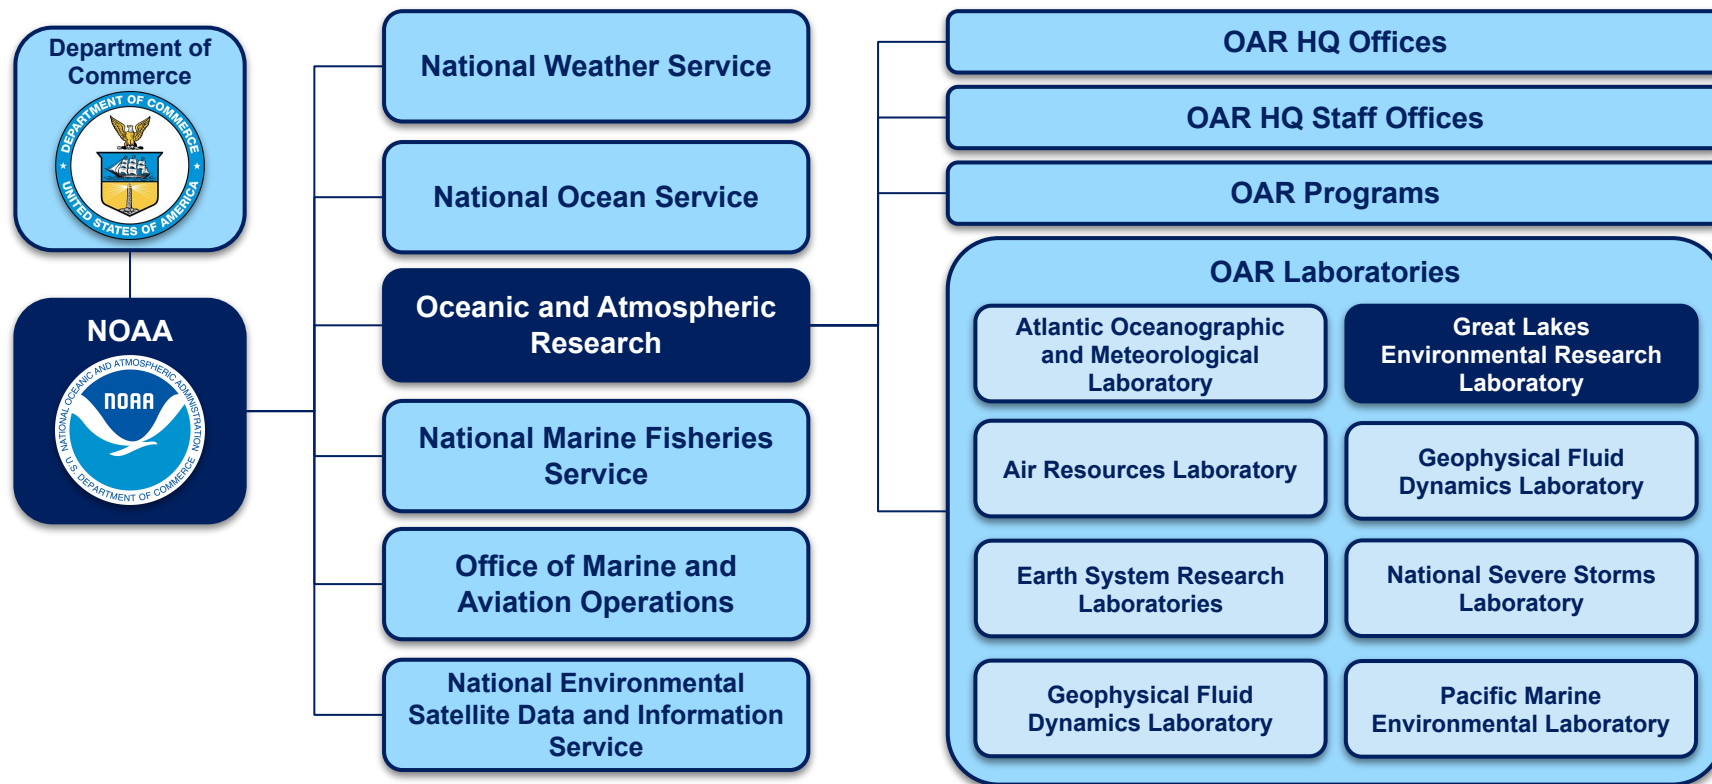 Department of
Commerce
DEPARTMENT OF COMMERCE
UNITED STATES OF AMERICA
NOAA
NATIONAL OCEANIC AND ATMOSPHERIC ADMINISTRATION
NOAA
U.S. DEPARTMENT OF COMMERCE
National Weather Service
National Ocean Service
Oceanic and Atmospheric
Research
National Marine Fisheries
Service
Office of Marine and
Aviation Operations
National Environmental
Satellite Data and Information
Service
OAR HQ Offices
OAR HQ Staff Offices
OAR Programs
OAR Laboratories
Atlantic Oceanographic
and Meteorological
Laboratory
Great Lakes
Environmental Research
Laboratory
Air Resources Laboratory
Geophysical Fluid
Dynamics Laboratory
Earth System Research
Laboratories
National Severe Storms
Laboratory
Geophysical Fluid
Dynamics Laboratory
Pacific Marine
Environmental Laboratory